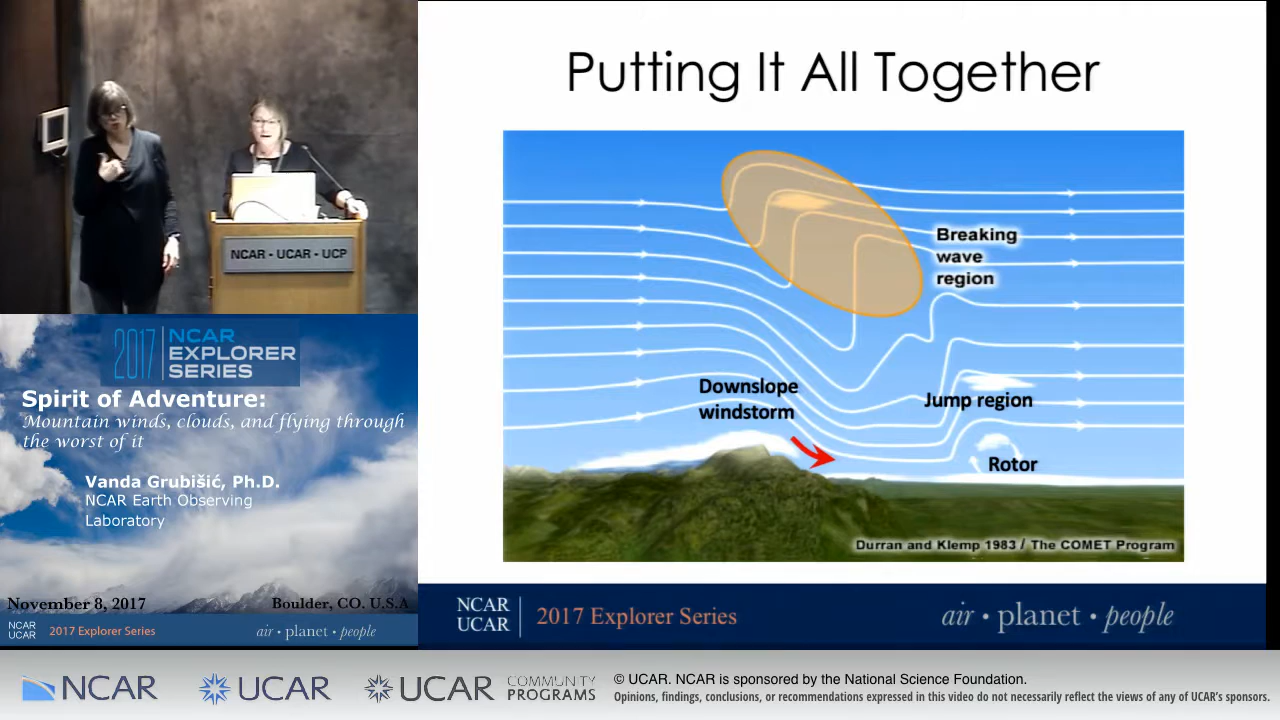 NCAR • UCAR • UCP
2017 NCAR
EXPLORER
SERIES
Spirit of Adventure:
Mountain winds, clouds, and flying through
the worst of it
Vanda Grubišić, Ph.D.
NCAR Earth Observing
Laboratory
November 8, 2017 Boulder, CO. U.S.A
NCAR
UCAR
2017 Explorer Series
air • planet • people
Putting It All Together
Breaking
wave
region
Downslope
windstorm
Jump region
Rotor
Durran and Klemp 1983 / The COMET Program
NCAR
UCAR
2017 Explorer Series
air • planet • people
NCAR
UCAR
UCAR
COMMUNITY
PROGRAMS
© UCAR. NCAR is sponsored by the National Science Foundation.
Opinions, findings, conclusions, or recommendations expressed in this video do not necessarily reflect the views of any of UCAR's sponsors.